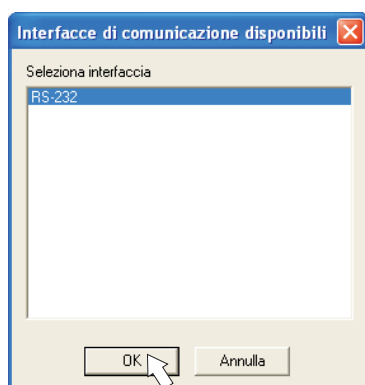 Interfacce di comunicazione disponibili
Seleziona interfaccia
RS-232
OK Annulla